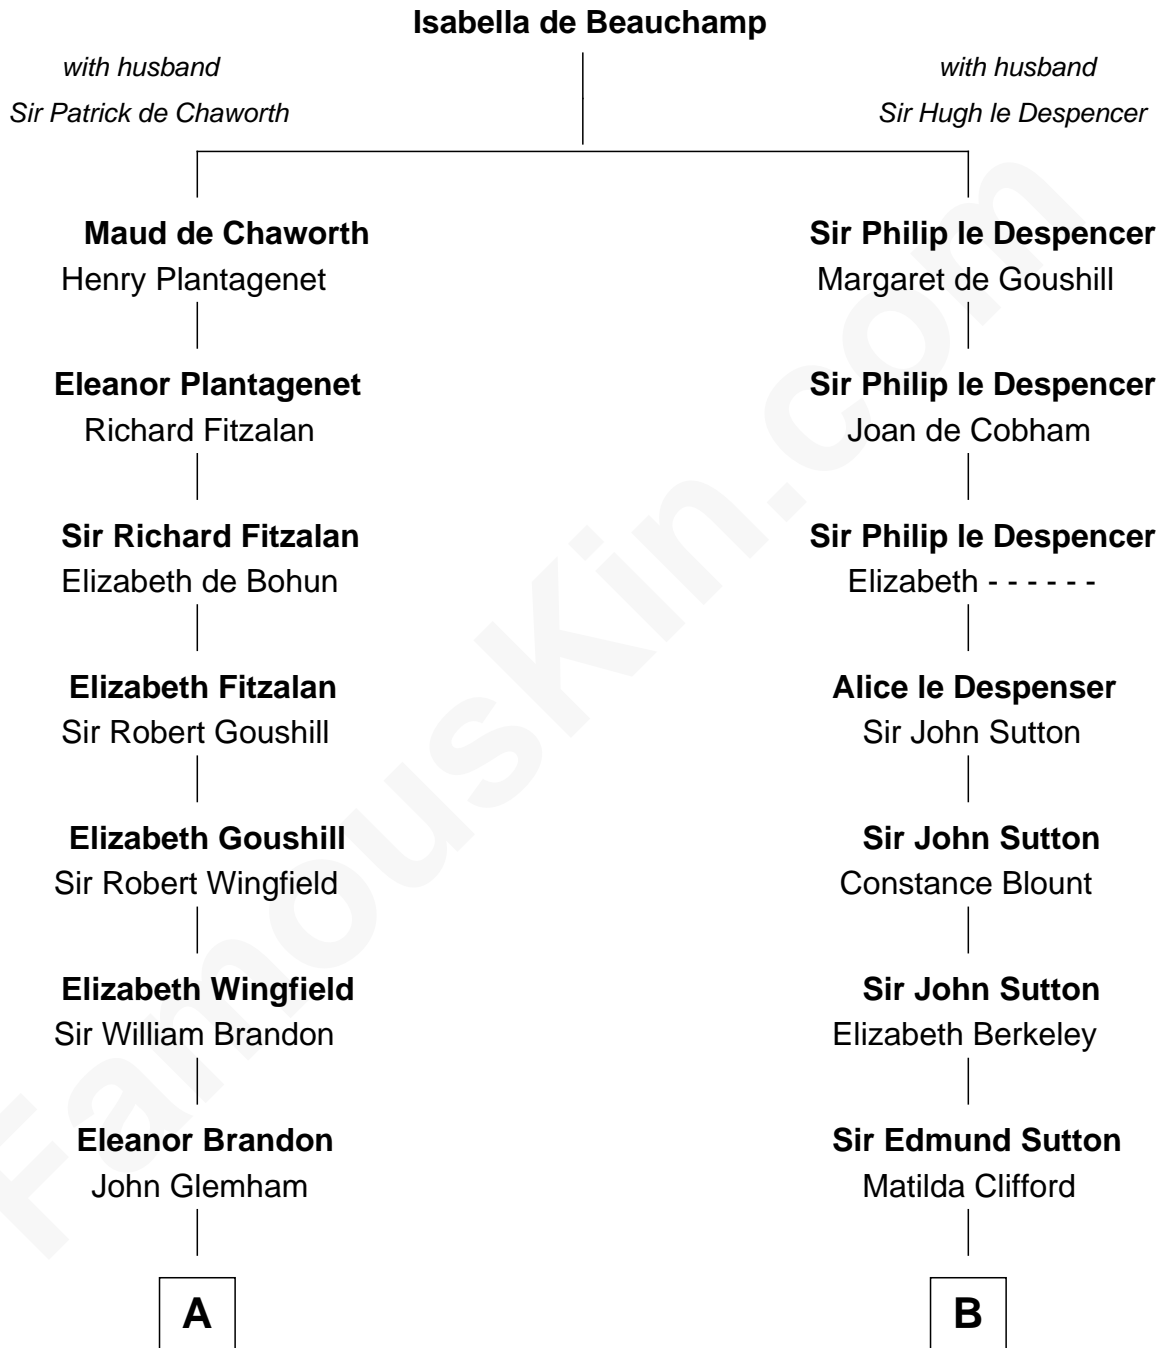 Isabella de Beauchamp
with husband
Sir Patrick de Chaworth
with husband
Sir Hugh le Despencer
Maud de Chaworth
Henry Plantagenet
Sir Philip le Despencer
Margaret de Goushill
Eleanor Plantagenet
Richard Fitzalan
Sir Philip le Despencer
Joan de Cobham
Sir Richard Fitzalan
Elizabeth de Bohun
Sir Philip le Despencer
Elizabeth - - - - - -
Elizabeth Fitzalan
Sir Robert Goushill
Alice le Despenser
Sir John Sutton
Elizabeth Goushill
Sir Robert Wingfield
Sir John Sutton
Constance Blount
Elizabeth Wingfield
Sir William Brandon
Sir John Sutton
Elizabeth Berkeley
Eleanor Brandon
John Glemham
Sir Edmund Sutton
Matilda Clifford
A
B
FamousKin.com